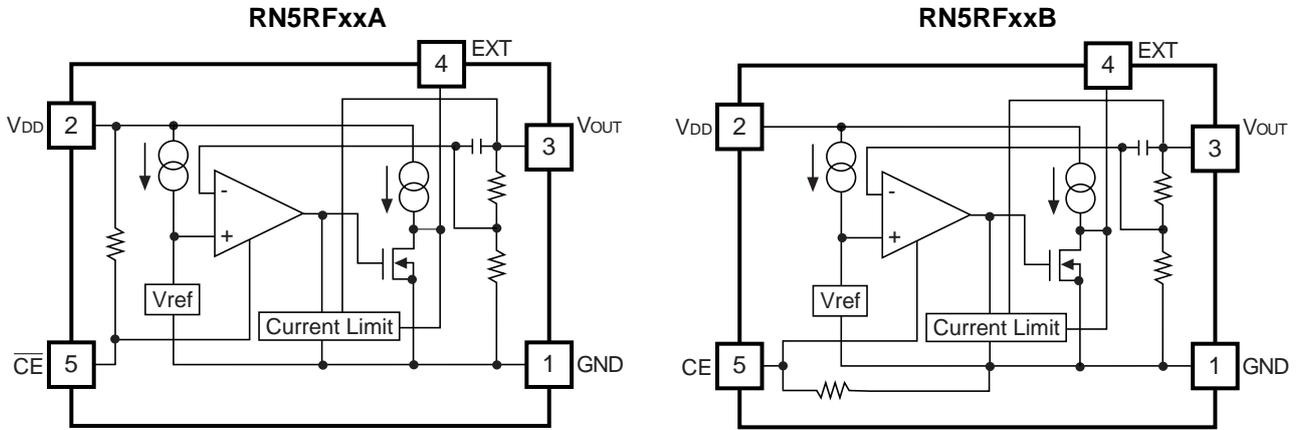 RN5RFxxA
4 EXT
VDD 2
3 VOUT
-
+
Vref
Current Limit
CE 5
1 GND
RN5RFxxB
4 EXT
VDD 2
3 VOUT
-
+
Vref
Current Limit
CE 5
1 GND